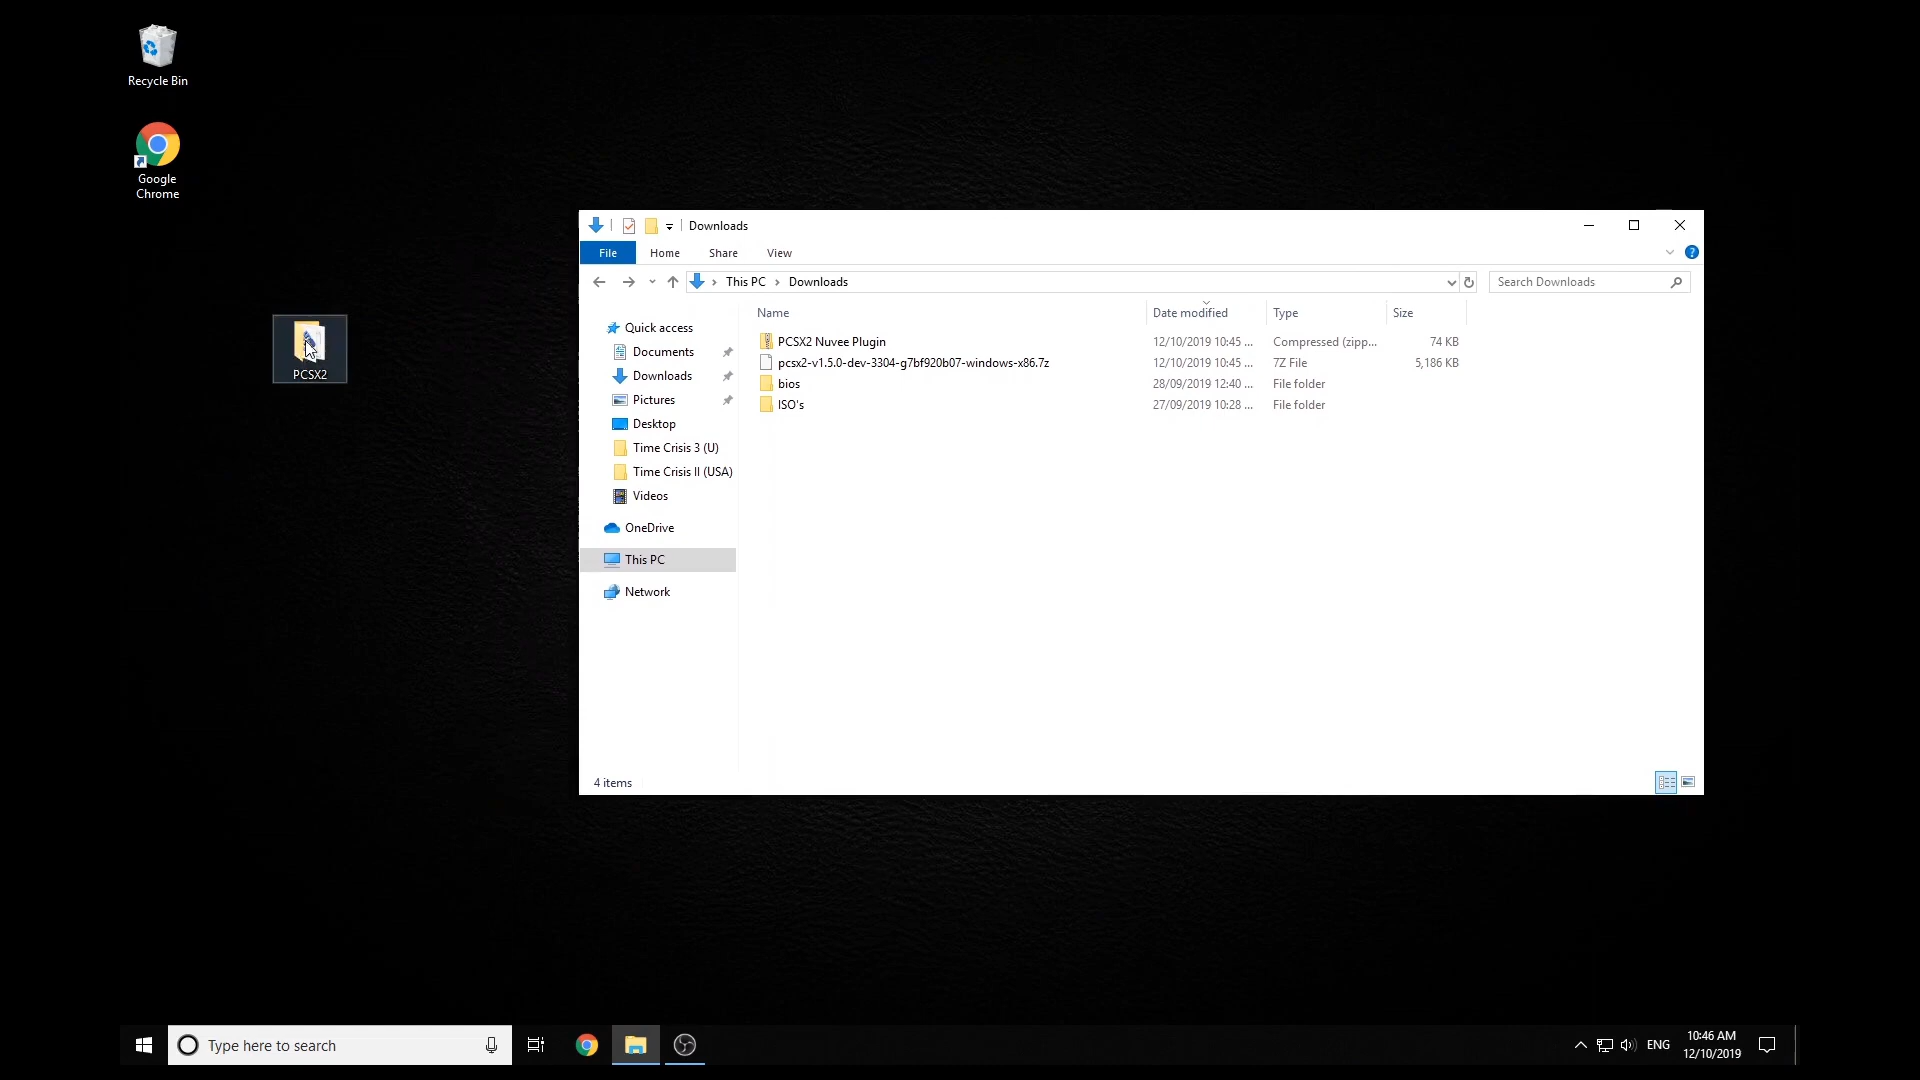 Recycle Bin
Google
Chrome
PCSX2
Downloads
File Home Share View
This PC Downloads
Search Downloads
Name Date modified Type Size
Quick access
Documents
Downloads
Pictures
Desktop
Time Crisis 3 (U)
Time Crisis II (USA)
Videos
OneDrive
This PC
Network
PCSX2 Nuvee Plugin 12/10/2019 10:45 ... Compressed (zipp... 74 KB
pcsx2-v1.5.0-dev-3304-g7bf920b07-windows-x86.7z 12/10/2019 10:45 ... 7Z File 5,186 KB
bios 28/09/2019 12:40 ... File folder
ISO's 27/09/2019 10:28 ... File folder
4 items
Type here to search
ENG
10:46 AM
12/10/2019